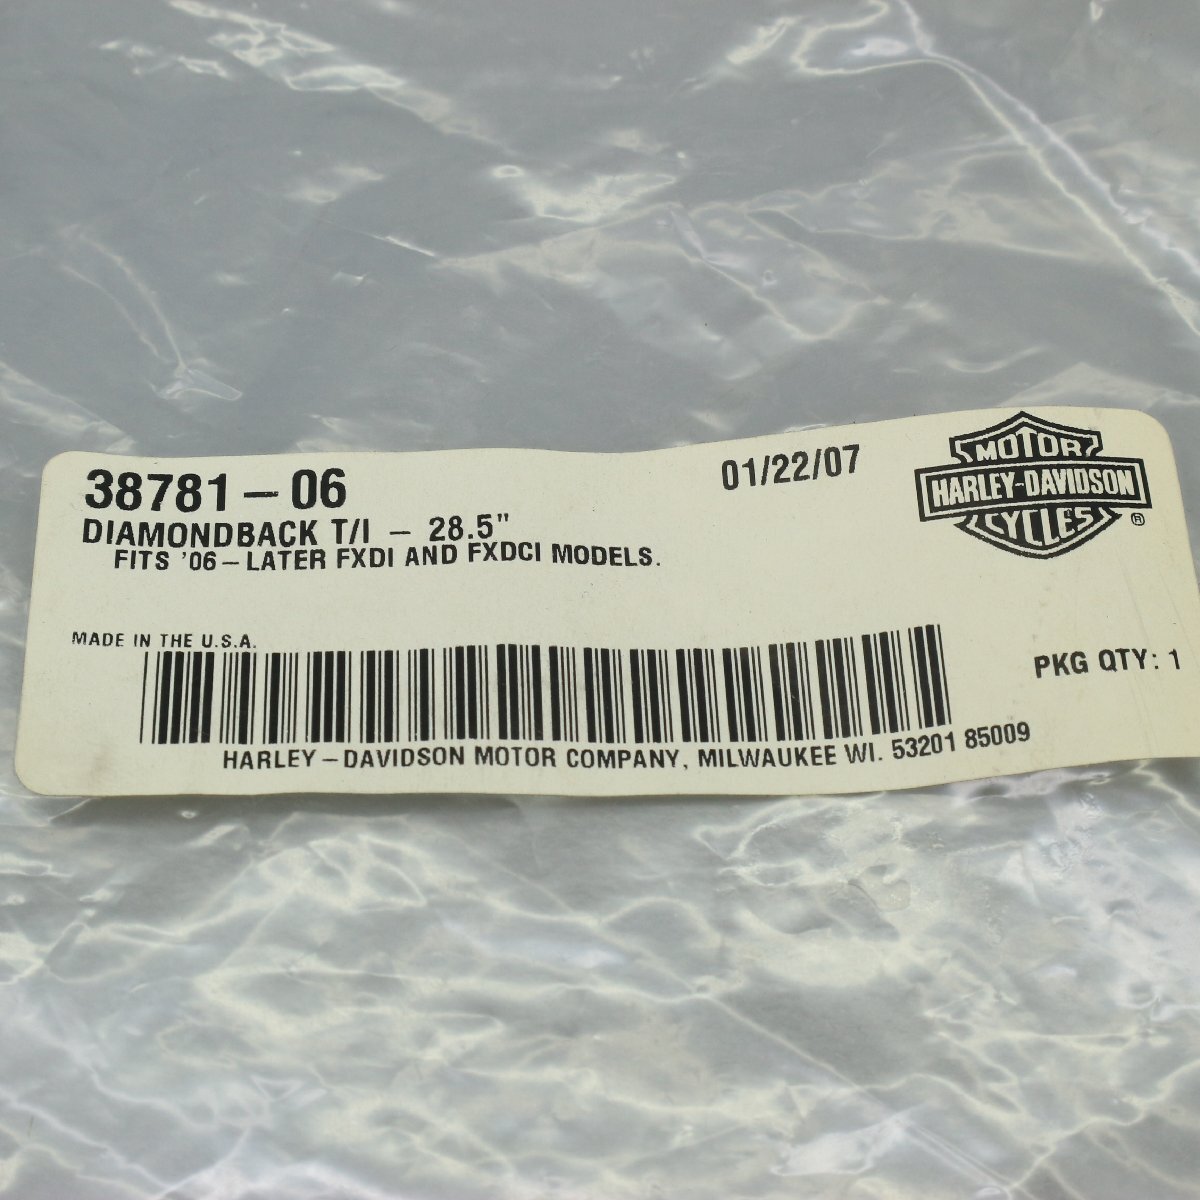 38781-06
01/22/07
MOTOR
HARLEY-DAVIDSON
CYCLES
®
DIAMONDBACK T/I - 28.5"
FITS '06-LATER FXDI AND FXDCI MODELS.
MADE IN THE U.S.A.
PKG QTY: 1
HARLEY-DAVIDSON MOTOR COMPANY, MILWAUKEE WI. 53201 85009